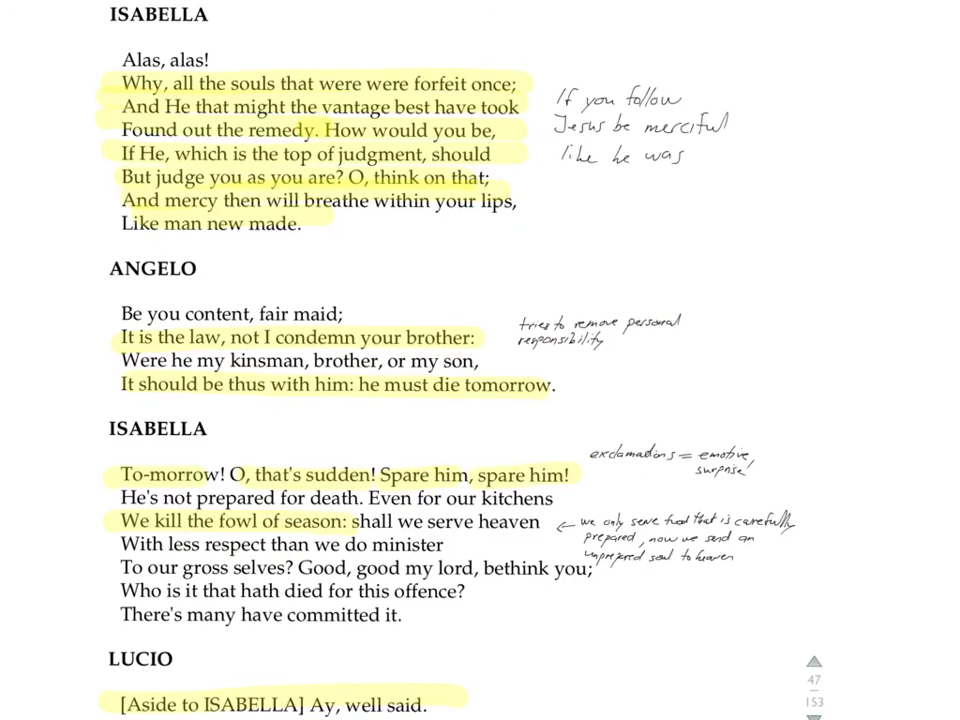 ISABELLA
Alas, alas!
Why, all the souls that were were forfeit once;
And He that might the vantage best have took
Found out the remedy. How would you be,
If He, which is the top of judgment, should
But judge you as you are? O, think on that;
And mercy then will breathe within your lips,
Like man new made.
If you follow
Jesus be merciful
like he was
ANGELO
Be you content, fair maid;
It is the law, not I condemn your brother:
Were he my kinsman, brother, or my son,
It should be thus with him: he must die tomorrow.
tries to remove personal
responsibility
ISABELLA
To-morrow! O, that's sudden! Spare him, spare him!
He's not prepared for death. Even for our kitchens
We kill the fowl of season: shall we serve heaven
With less respect than we do minister
To our gross selves? Good, good my lord, bethink you;
Who is it that hath died for this offence?
There's many have committed it.
exclamations = emotive,
surprise
← we only serve food that is carefully
prepared, now we send an
unprepared soul to heaven
LUCIO
[Aside to ISABELLA] Ay, well said.
47
153